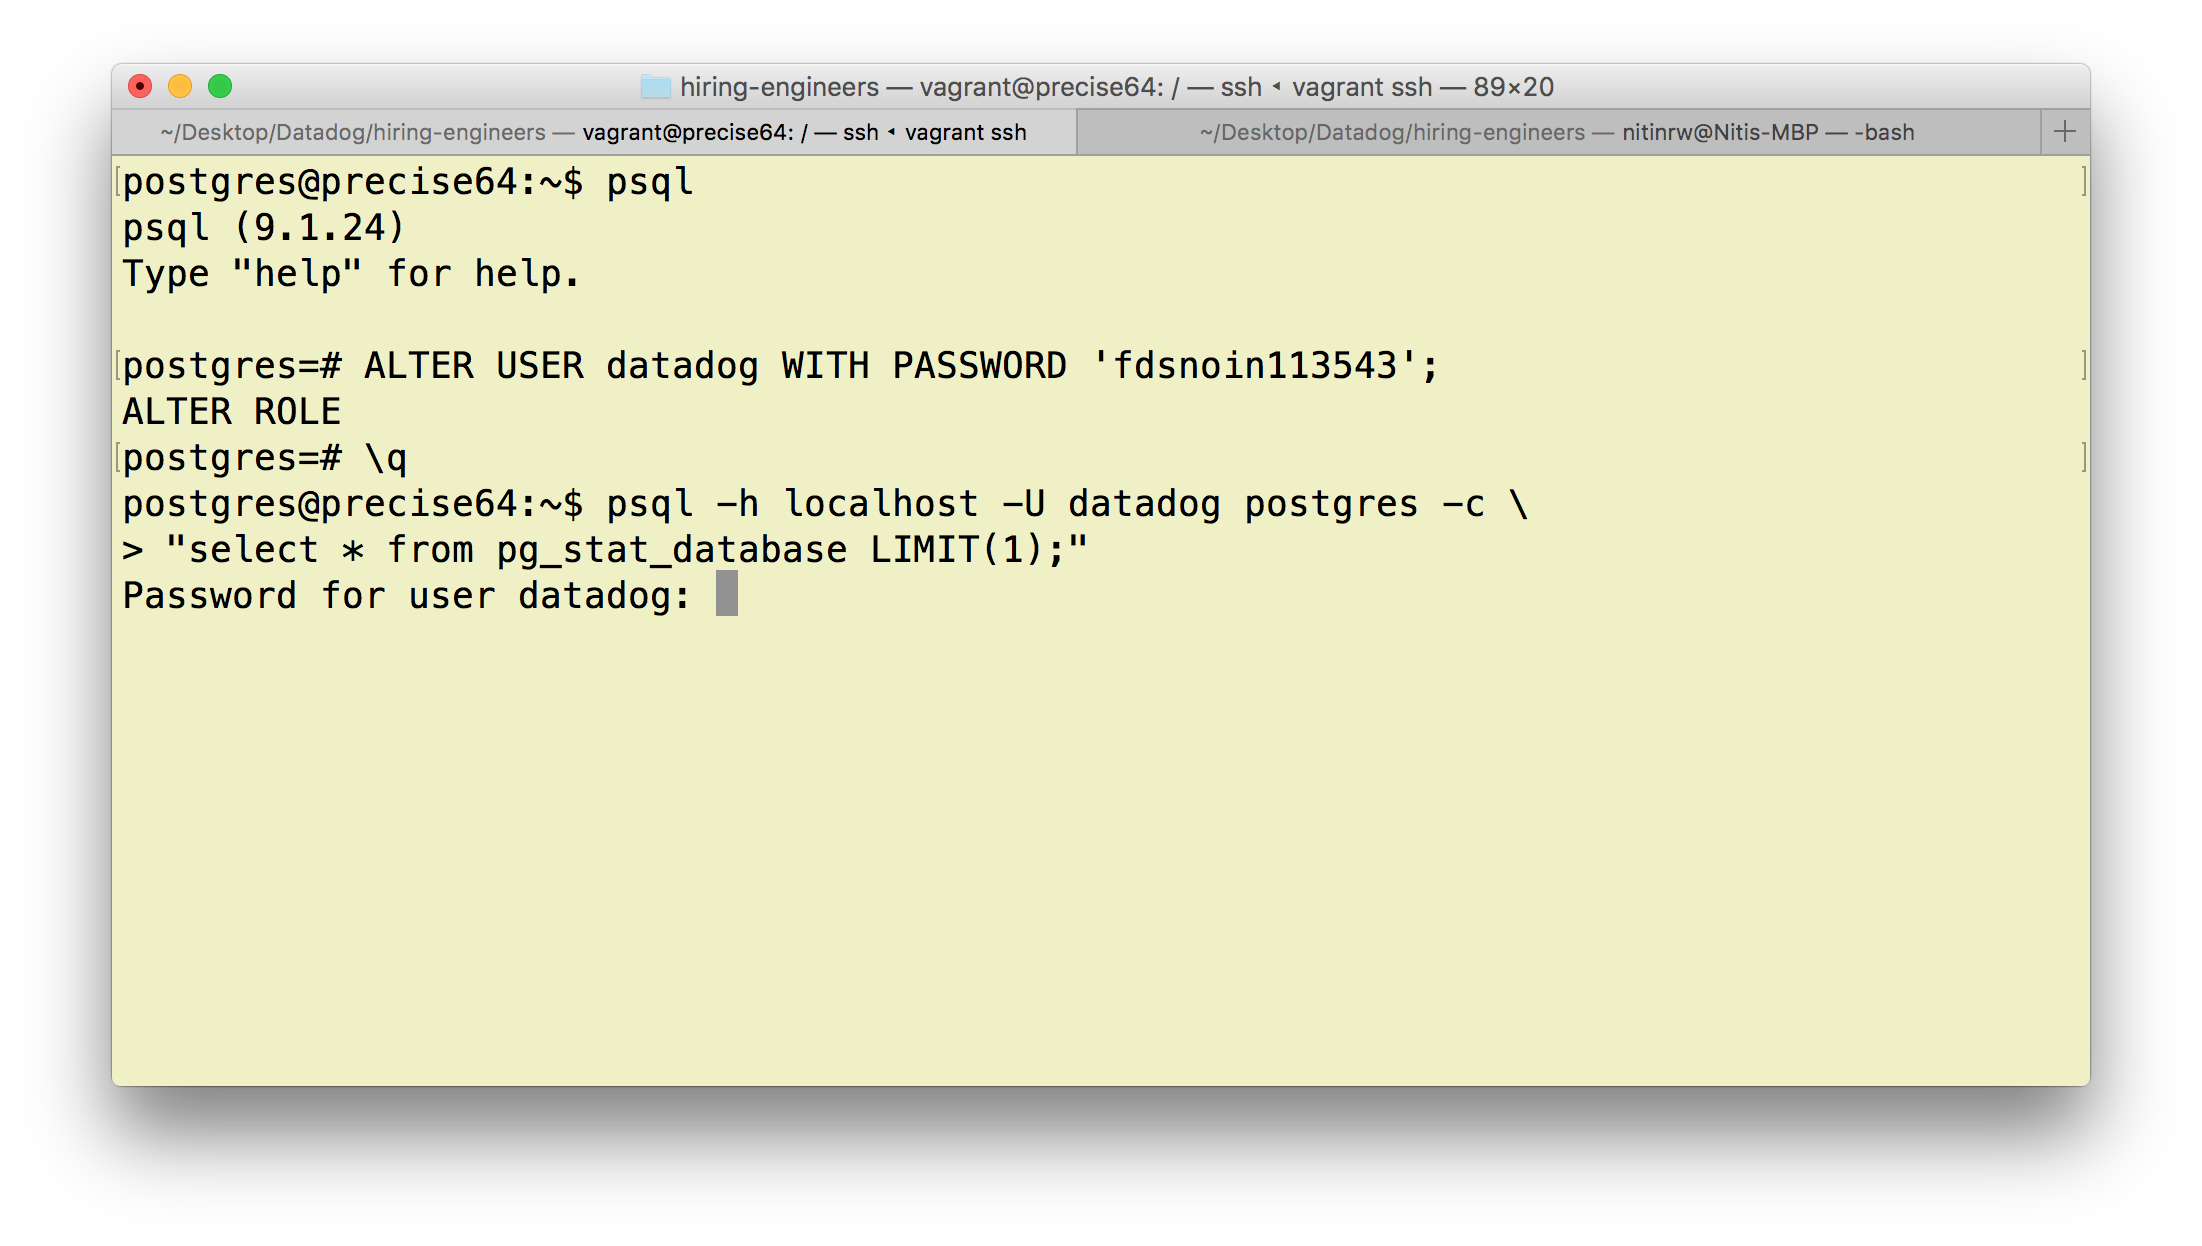 hiring-engineers — vagrant@precise64: / — ssh ◂ vagrant ssh — 89×20
~/Desktop/Datadog/hiring-engineers — vagrant@precise64: / — ssh ◂ vagrant ssh
~/Desktop/Datadog/hiring-engineers — nitinrw@Nitis-MBP — -bash
+
[postgres@precise64:~$ psql ]
psql (9.1.24)
Type "help" for help.
[postgres=# ALTER USER datadog WITH PASSWORD 'fdsnoin113543'; ]
ALTER ROLE
[postgres=# \q ]
postgres@precise64:~$ psql -h localhost -U datadog postgres -c \
> "select * from pg_stat_database LIMIT(1);"
Password for user datadog: